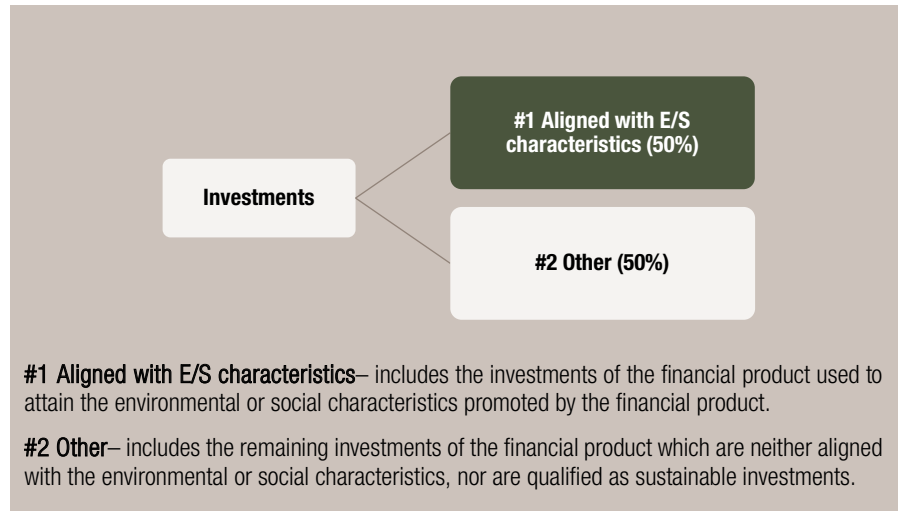 #1 Aligned with E/S
characteristics (50%)
Investments
#2 Other (50%)
#1 Aligned with E/S characteristics– includes the investments of the financial product used to
attain the environmental or social characteristics promoted by the financial product.
#2 Other– includes the remaining investments of the financial product which are neither aligned
with the environmental or social characteristics, nor are qualified as sustainable investments.